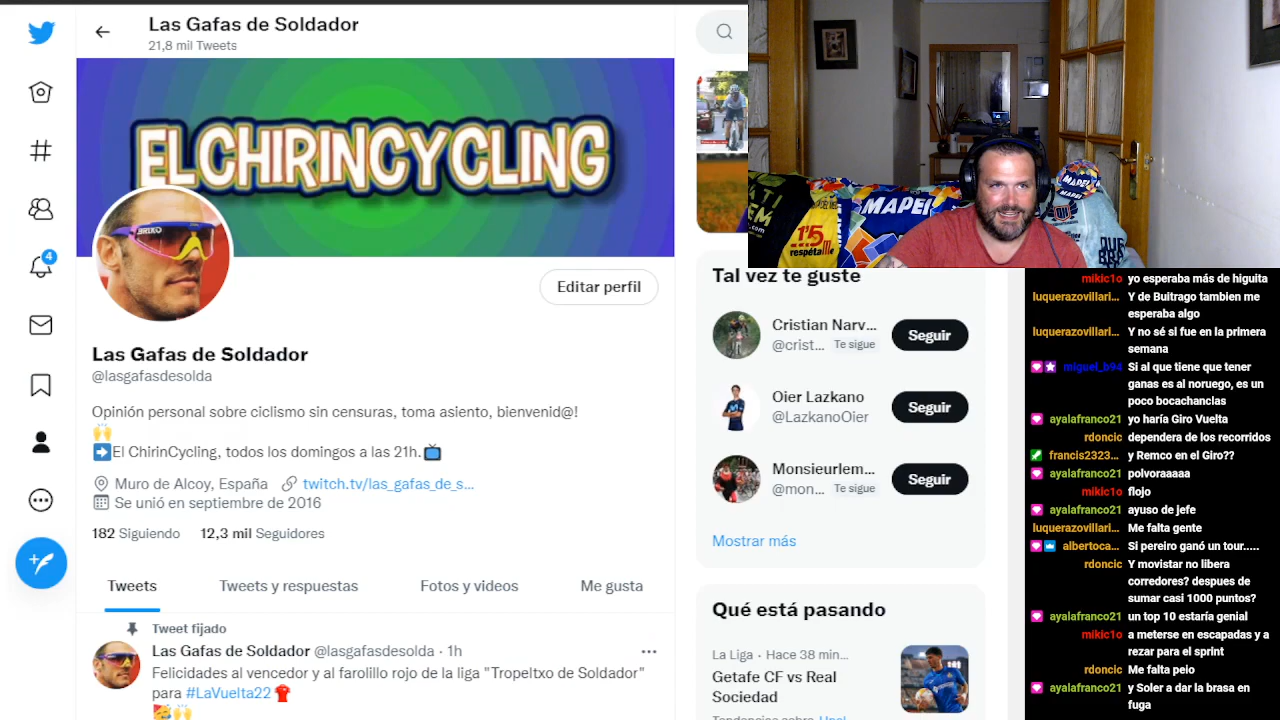 Las Gafas de Soldador
21,8 mil Tweets
ELCHIRINCYCLING
BRIKO
Editar perfil
Las Gafas de Soldador
@lasgafasdesolda
Opinión personal sobre ciclismo sin censuras, toma asiento, bienvenid@!
🙌
➡️El ChirinCycling, todos los domingos a las 21h.📺
Muro de Alcoy, España twitch.tv/las_gafas_de_s...
Se unió en septiembre de 2016
182 Siguiendo 12,3 mil Seguidores
Tweets Tweets y respuestas Fotos y videos Me gusta
Tweet fijado
Las Gafas de Soldador @lasgafasdesolda · 1h
Felicidades al vencedor y al farolillo rojo de la liga "Tropeltxo de Soldador"
para #LaVuelta22
4
Tal vez te guste
Cristian Narv...
@crist... Te sigue
Seguir
Oier Lazkano
@LazkanoOier
Seguir
Monsieurlem...
@mon... Te sigue
Seguir
Mostrar más
Qué está pasando
La Liga · Hace 38 min...
Getafe CF vs Real
Sociedad
MAPEI
MAPEI
MAPEI
1'5
respétaMe
.com
mikic1o yo esperaba más de higuita
luquerazovillari... Y de Buitrago tambien me
esperaba algo
luquerazovillari... Y no sé si fue en la primera
semana
miguel_b94 Si al que tiene que tener
ganas es al noruego, es un
poco bocachanclas
ayalafranco21 yo haría Giro Vuelta
rdoncic dependera de los recorridos
francis2323... y Remco en el Giro??
ayalafranco21 polvoraaaaa
mikic1o flojo
ayalafranco21 ayuso de jefe
luquerazovillari... Me falta gente
albertoca... Si pereiro ganó un tour.....
rdoncic Y movistar no libera
corredores? despues de
sumar casi 1000 puntos?
ayalafranco21 un top 10 estaría genial
mikic1o a meterse en escapadas y a
rezar para el sprint
rdoncic Me falta peio
ayalafranco21 y Soler a dar la brasa en
fuga